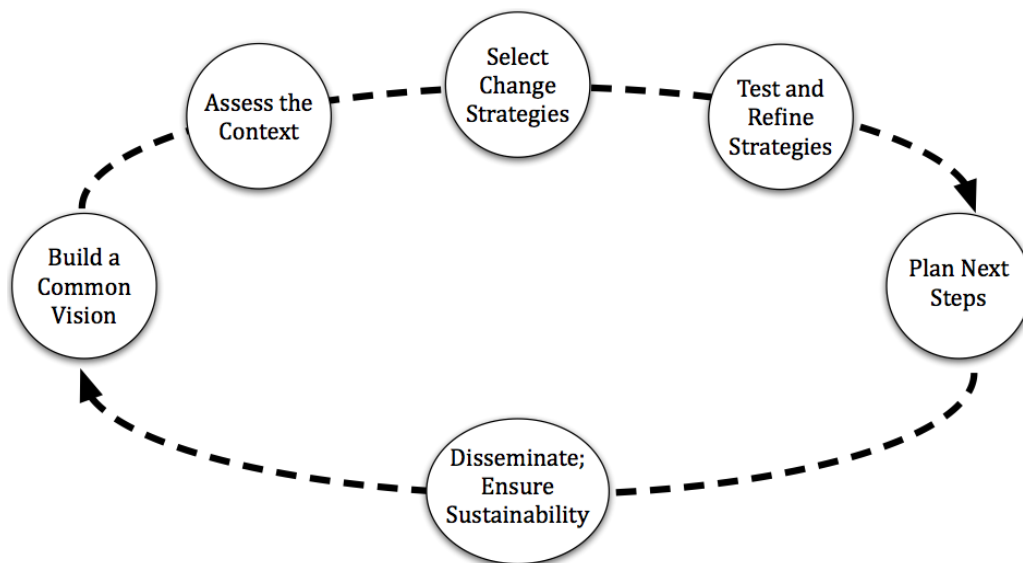 Select
Change
Strategies
Assess the
Context
Test and
Refine
Strategies
Build a
Common
Vision
Plan Next
Steps
Disseminate;
Ensure
Sustainability